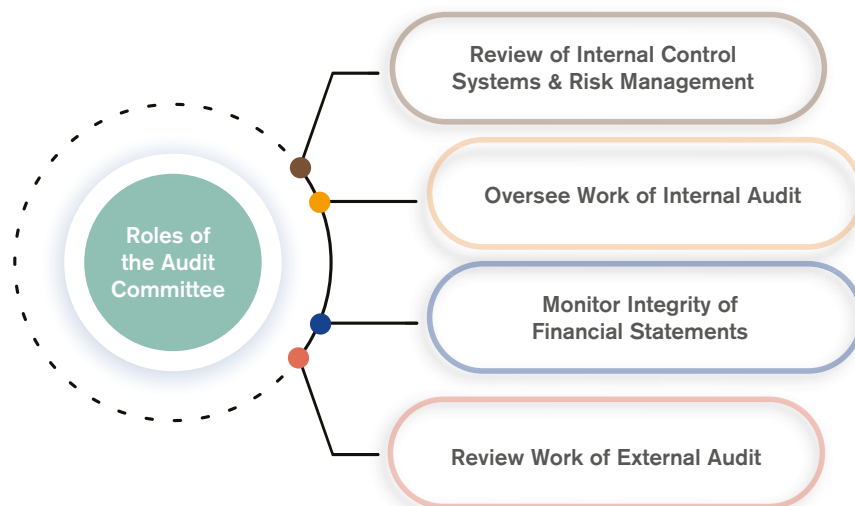 Roles of
the Audit
Committee
Review of Internal Control
Systems & Risk Management
Oversee Work of Internal Audit
Monitor Integrity of
Financial Statements
Review Work of External Audit